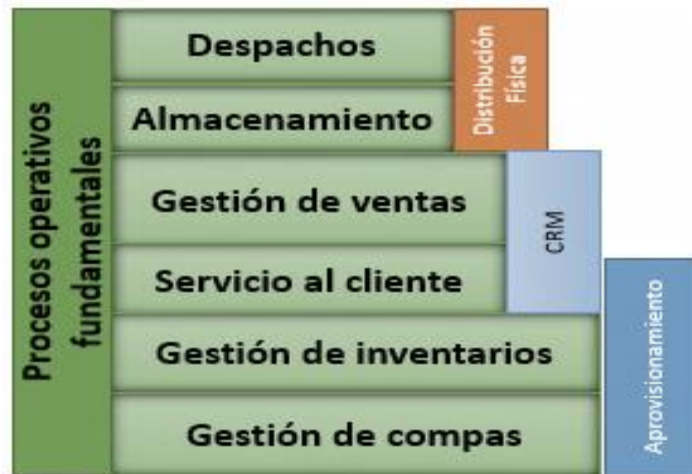 Procesos operativos
fundamentales
Despachos
Almacenamiento
Distribución
Física
Gestión de ventas
Servicio al cliente
CRM
Gestión de inventarios
Gestión de compas
Aprovisionamiento